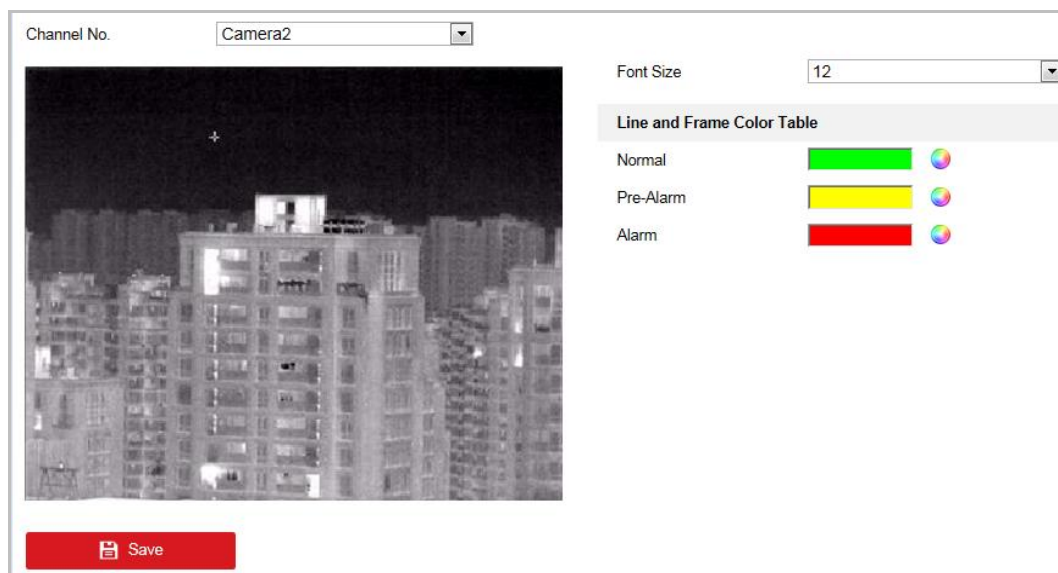 Channel No.
Camera2
Font Size
12
Line and Frame Color Table
Normal
Pre-Alarm
Alarm
Save